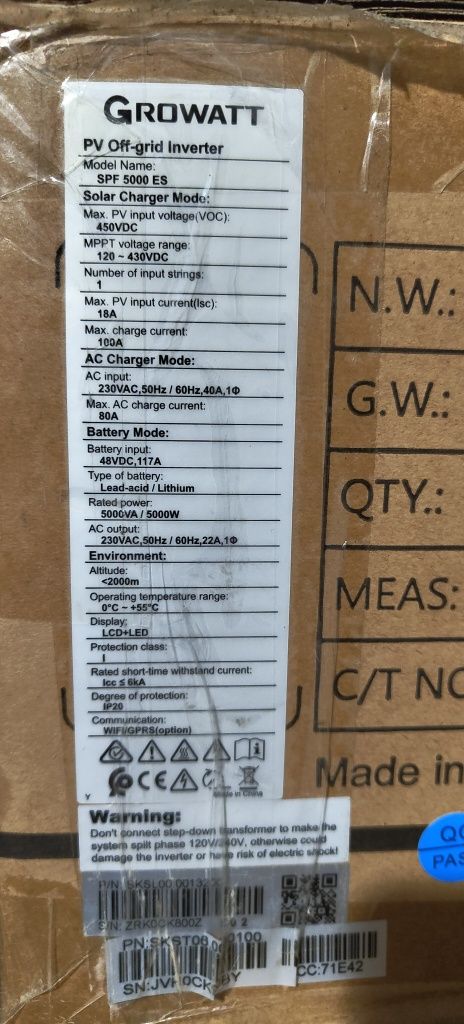 GROWATT
PV Off-grid Inverter
Model Name:
SPF 5000 ES
Solar Charger Mode:
Max. PV input voltage(VOC):
450VDC
MPPT voltage range:
120 ~ 430VDC
Number of input strings:
1
Max. PV input current(Isc):
18A
Max. charge current:
100A
AC Charger Mode:
AC input:
230VAC,50Hz / 60Hz,40A,1Φ
Max. AC charge current:
80A
Battery Mode:
Battery input:
48VDC,117A
Type of battery:
Lead-acid / Lithium
Rated power:
5000VA / 5000W
AC output:
230VAC,50Hz / 60Hz,22A,1Φ
Environment:
Altitude:
<2000m
Operating temperature range:
0°C ~ +55°C
Display:
LCD+LED
Protection class:
I
Rated short-time withstand current:
Icc ≤ 6kA
Degree of protection:
IP20
Communication:
WIFI/GPRS(option)
CE
Y
Made in China
Warning:
Don't connect step-down transformer to make the
system split phase 120V/240V, otherwise could
damage the inverter or have risk of electric shock!
P/N:
S/N:
PN:
SN:
CC:71E42
N.W.:
G.W.:
QTY.:
MEAS:
C/T
Made in